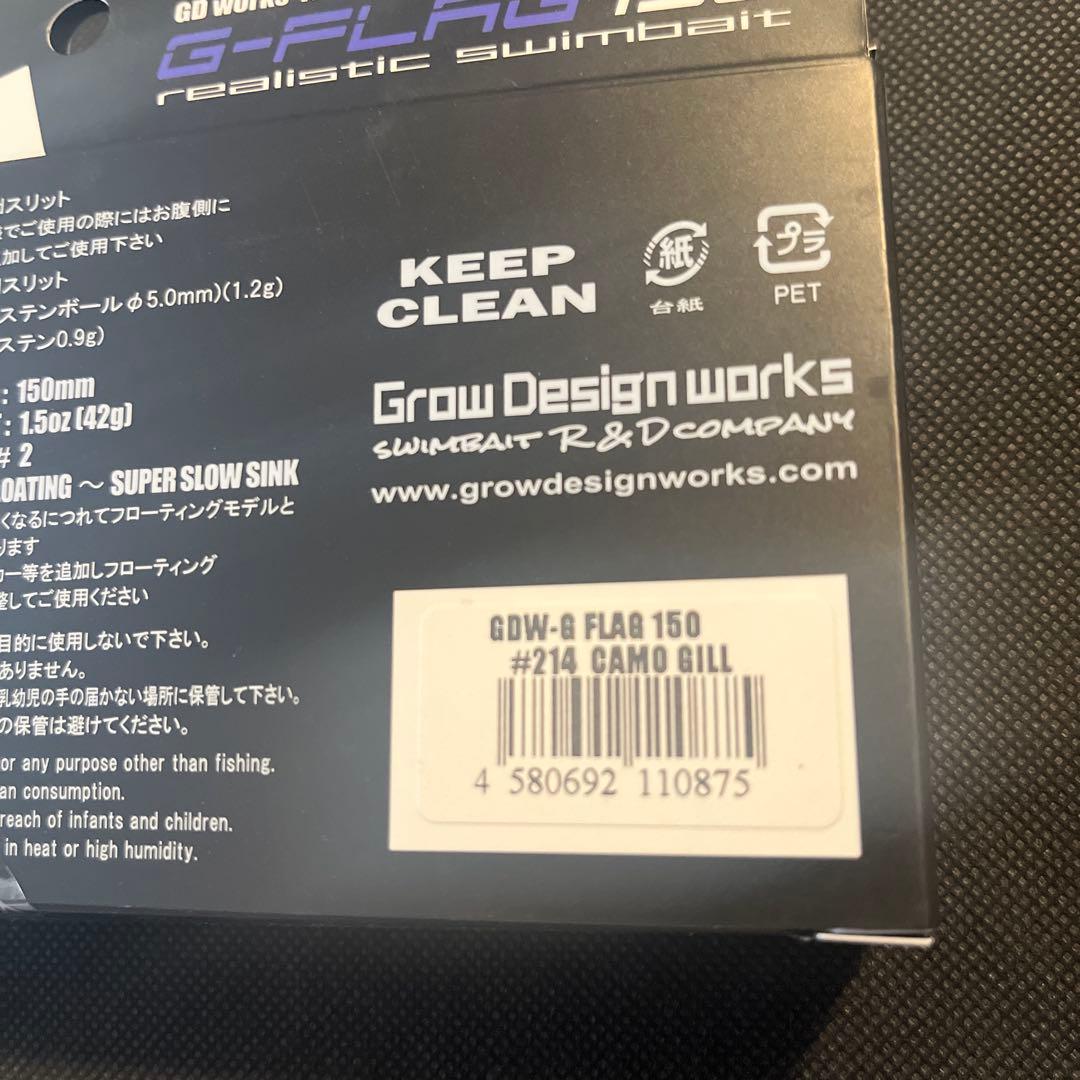 GD WORKS
G-FLAG 150
realistic swimbait
スリット
でご使用の際にはお腹側に
加してご使用下さい
スリット
ステンボールφ5.0mm)(1.2g)
ステン0.9g)
: 150mm
: 1.5oz (42g)
# 2
OATING ～ SUPER SLOW SINK
くなるにつれてフローティングモデルと
ります
カー等を追加しフローティング
整してご使用ください
目的に使用しないで下さい。
ありません。
乳幼児の手の届かない場所に保管して下さい。
の保管は避けてください。
or any purpose other than fishing.
an consumption.
reach of infants and children.
in heat or high humidity.
KEEP
CLEAN
紙
台紙
プラ
PET
Grow Design works
SWIMBAIT R&D COMPANY
www.growdesignworks.com
GDW-G FLAG 150
#214 CAMO GILL
4 580692 110875